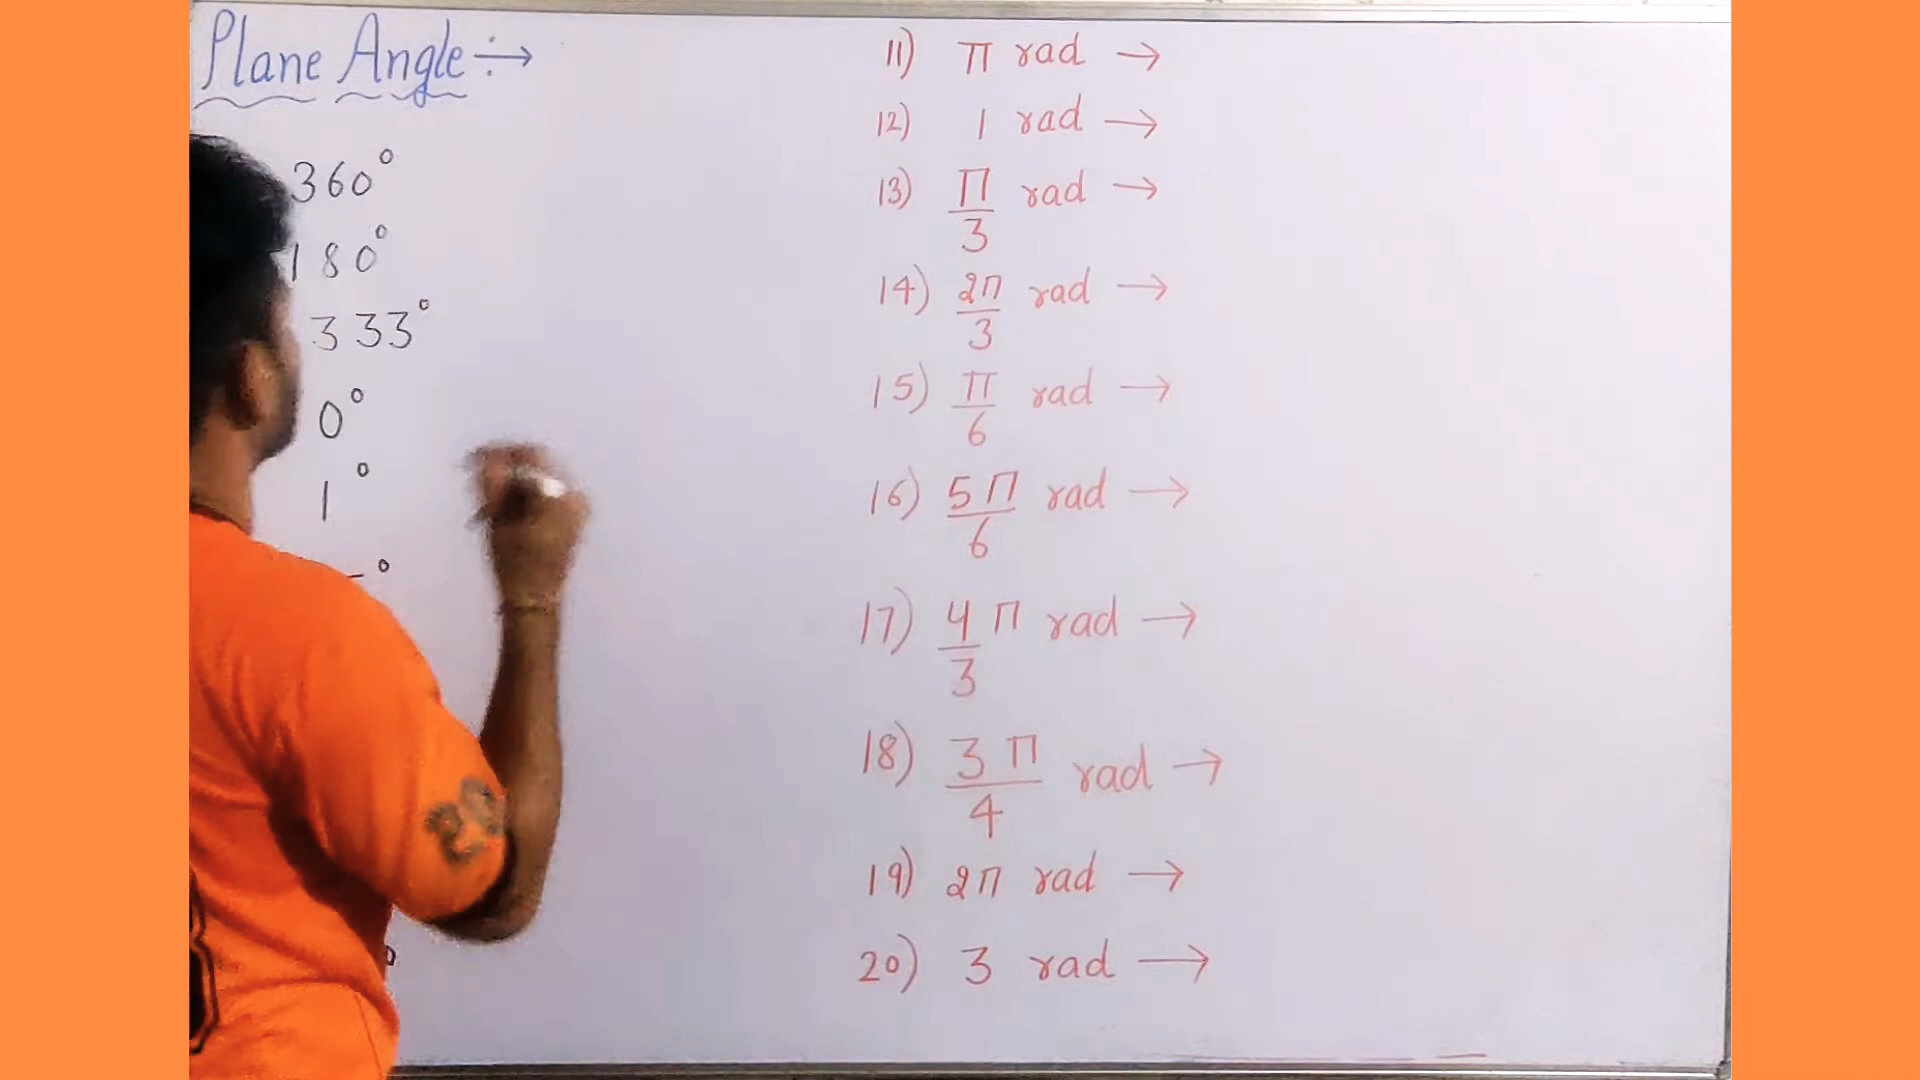 Plane Angle÷→
360°
180°
333°
0°
1°
11) π rad →
12) 1 rad →
13) π/3 rad →
14) 2π/3 rad →
15) π/6 rad →
16) 5π/6 rad →
17) 4/3 π rad →
18) 3π/4 rad →
19) 2π rad →
20) 3 rad →